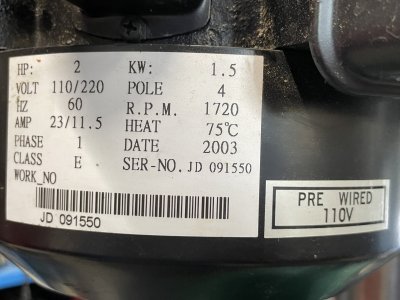 HP: 2 KW: 1.5
VOLT 110/220 POLE 4
HZ 60 R.P.M. 1720
AMP 23/11.5 HEAT 75℃
PHASE 1 DATE 2003
CLASS E SER-NO. JD 091550
WORK_NO
JD 091550
PRE WIRED
110V